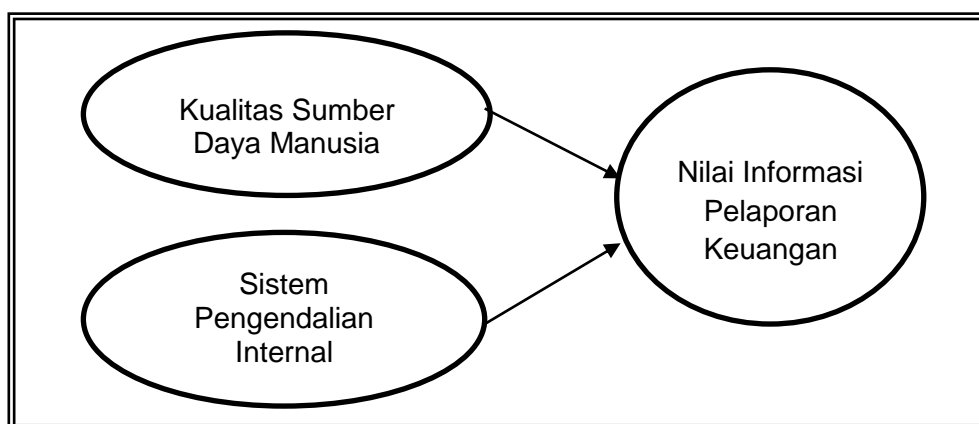 Kualitas Sumber
Daya Manusia
Nilai Informasi
Pelaporan
Keuangan
Sistem
Pengendalian
Internal